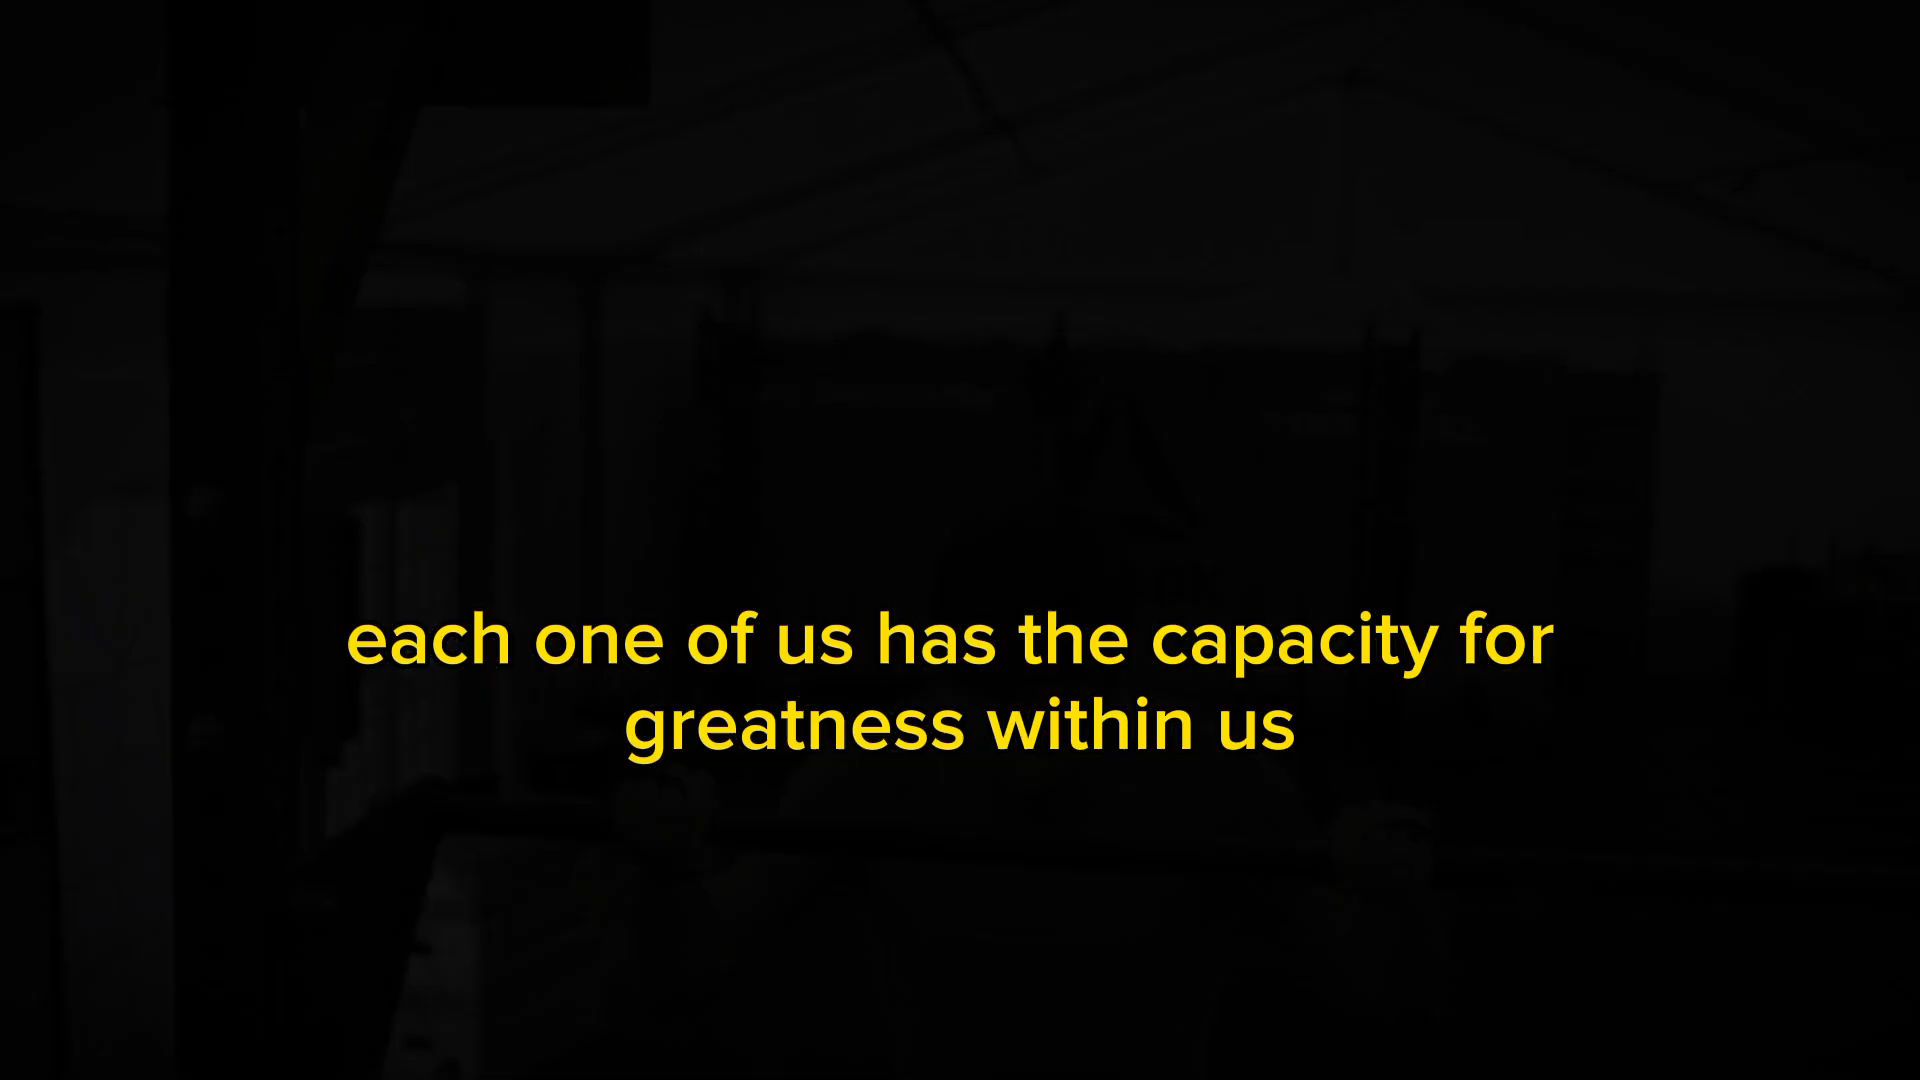 each one of us has the capacity for
greatness within us